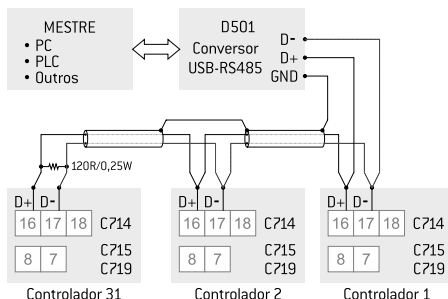 MESTRE
• PC
• PLC
• Outros
D501
Conversor
USB-RS485
D-
D+
GND
120R/0,25W
D+ D-
16 17 18 C714
8 7 C715
C719
Controlador 31
D+ D-
16 17 18 C714
8 7 C715
C719
Controlador 2
D+ D-
16 17 18 C714
8 7 C715
C719
Controlador 1